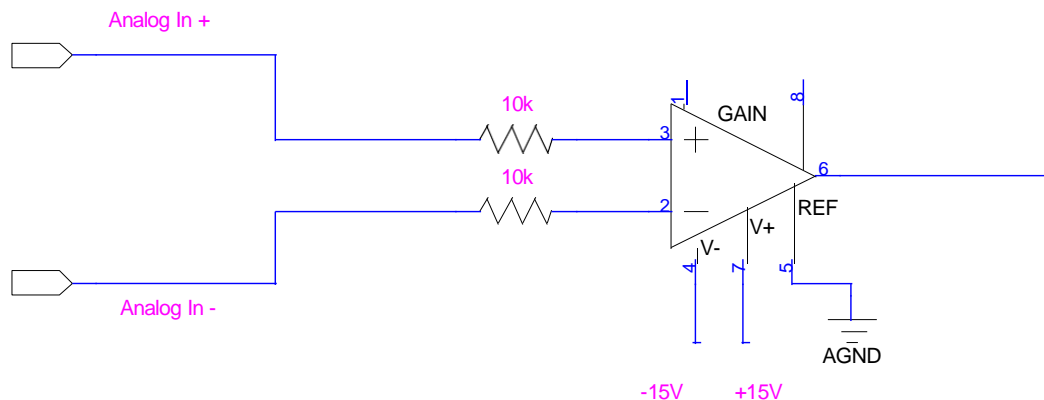 Analog In +
10k
1
GAIN
8
3
+
6
10k
2
−
REF
V+
V-
4
7
5
Analog In -
AGND
-15V
+15V